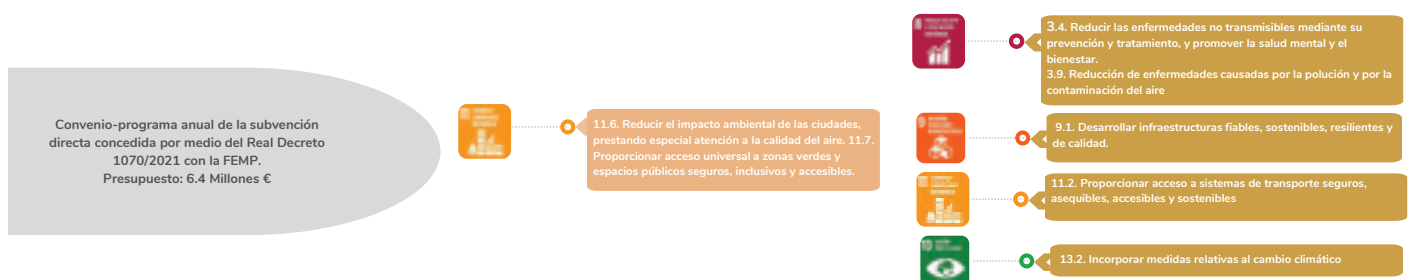 Convenio-programa anual de la subvención
directa concedida por medio del Real Decreto
1070/2021 con la FEMP.
Presupuesto: 6.4 Millones €
11.6. Reducir el impacto ambiental de las ciudades,
prestando especial atención a la calidad del aire. 11.7.
Proporcionar acceso universal a zonas verdes y
espacios públicos seguros, inclusivos y accesibles.
3.4. Reducir las enfermedades no transmisibles mediante su
prevención y tratamiento, y promover la salud mental y el
bienestar.
3.9. Reducción de enfermedades causadas por la polución y por la
contaminación del aire
9.1. Desarrollar infraestructuras fiables, sostenibles, resilientes y
de calidad.
11.2. Proporcionar acceso a sistemas de transporte seguros,
asequibles, accesibles y sostenibles
13.2. Incorporar medidas relativas al cambio climático